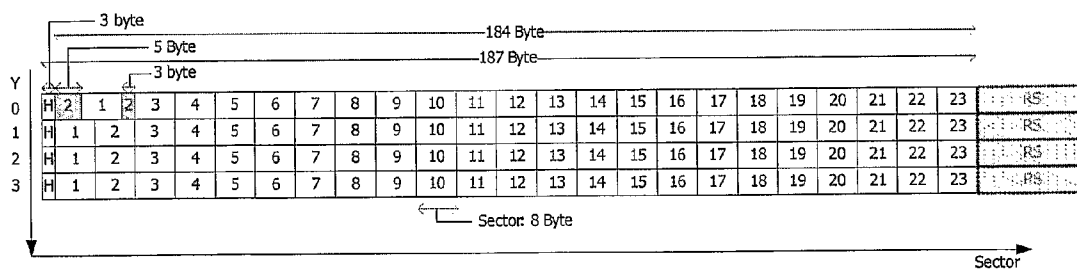 3 byte
184 Byte
5 Byte
187 Byte
3 byte
Y
0 H 2 1 2 3 4 5 6 7 8 9 10 11 12 13 14 15 16 17 18 19 20 21 22 23 RS
1 H 1 2 3 4 5 6 7 8 9 10 11 12 13 14 15 16 17 18 19 20 21 22 23 RS
2 H 1 2 3 4 5 6 7 8 9 10 11 12 13 14 15 16 17 18 19 20 21 22 23 RS
3 H 1 2 3 4 5 6 7 8 9 10 11 12 13 14 15 16 17 18 19 20 21 22 23 RS
Sector: 8 Byte
Sector